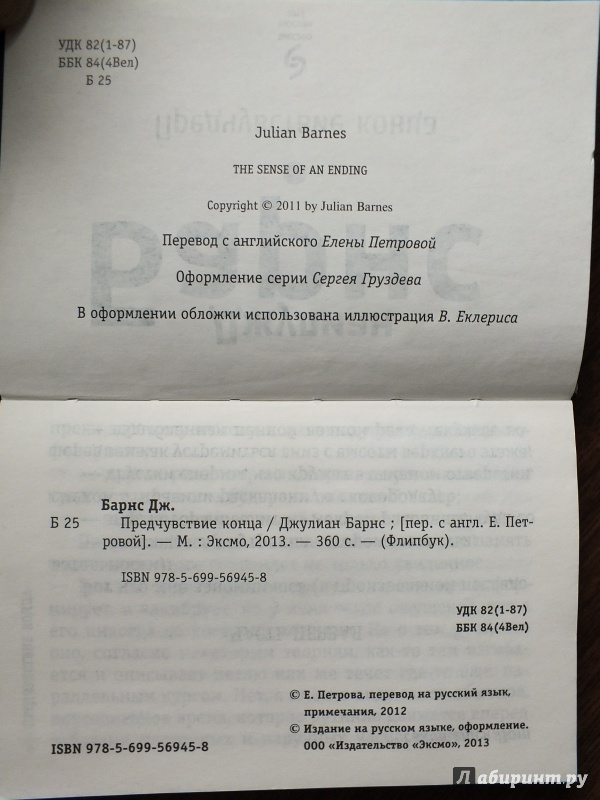 УДК 82(1-87)
ББК 84(4Вел)
Б 25
Julian Barnes
THE SENSE OF AN ENDING
Copyright © 2011 by Julian Barnes
Перевод с английского Елены Петровой
Оформление серии Сергея Груздева
В оформлении обложки использована иллюстрация В. Еклериса
Барнс Дж.
Б 25 Предчувствие конца / Джулиан Барнс ; [пер. с англ. Е. Пет-
ровой]. — М. : Эксмо, 2013. — 360 с. — (Флипбук).
ISBN 978-5-699-56945-8
УДК 82(1-87)
ББК 84(4Вел)
© Е. Петрова, перевод на русский язык,
примечания, 2012
© Издание на русском языке, оформление.
ООО «Издательство «Эксмо», 2013
ISBN 978-5-699-56945-8
Лабиринт.ру